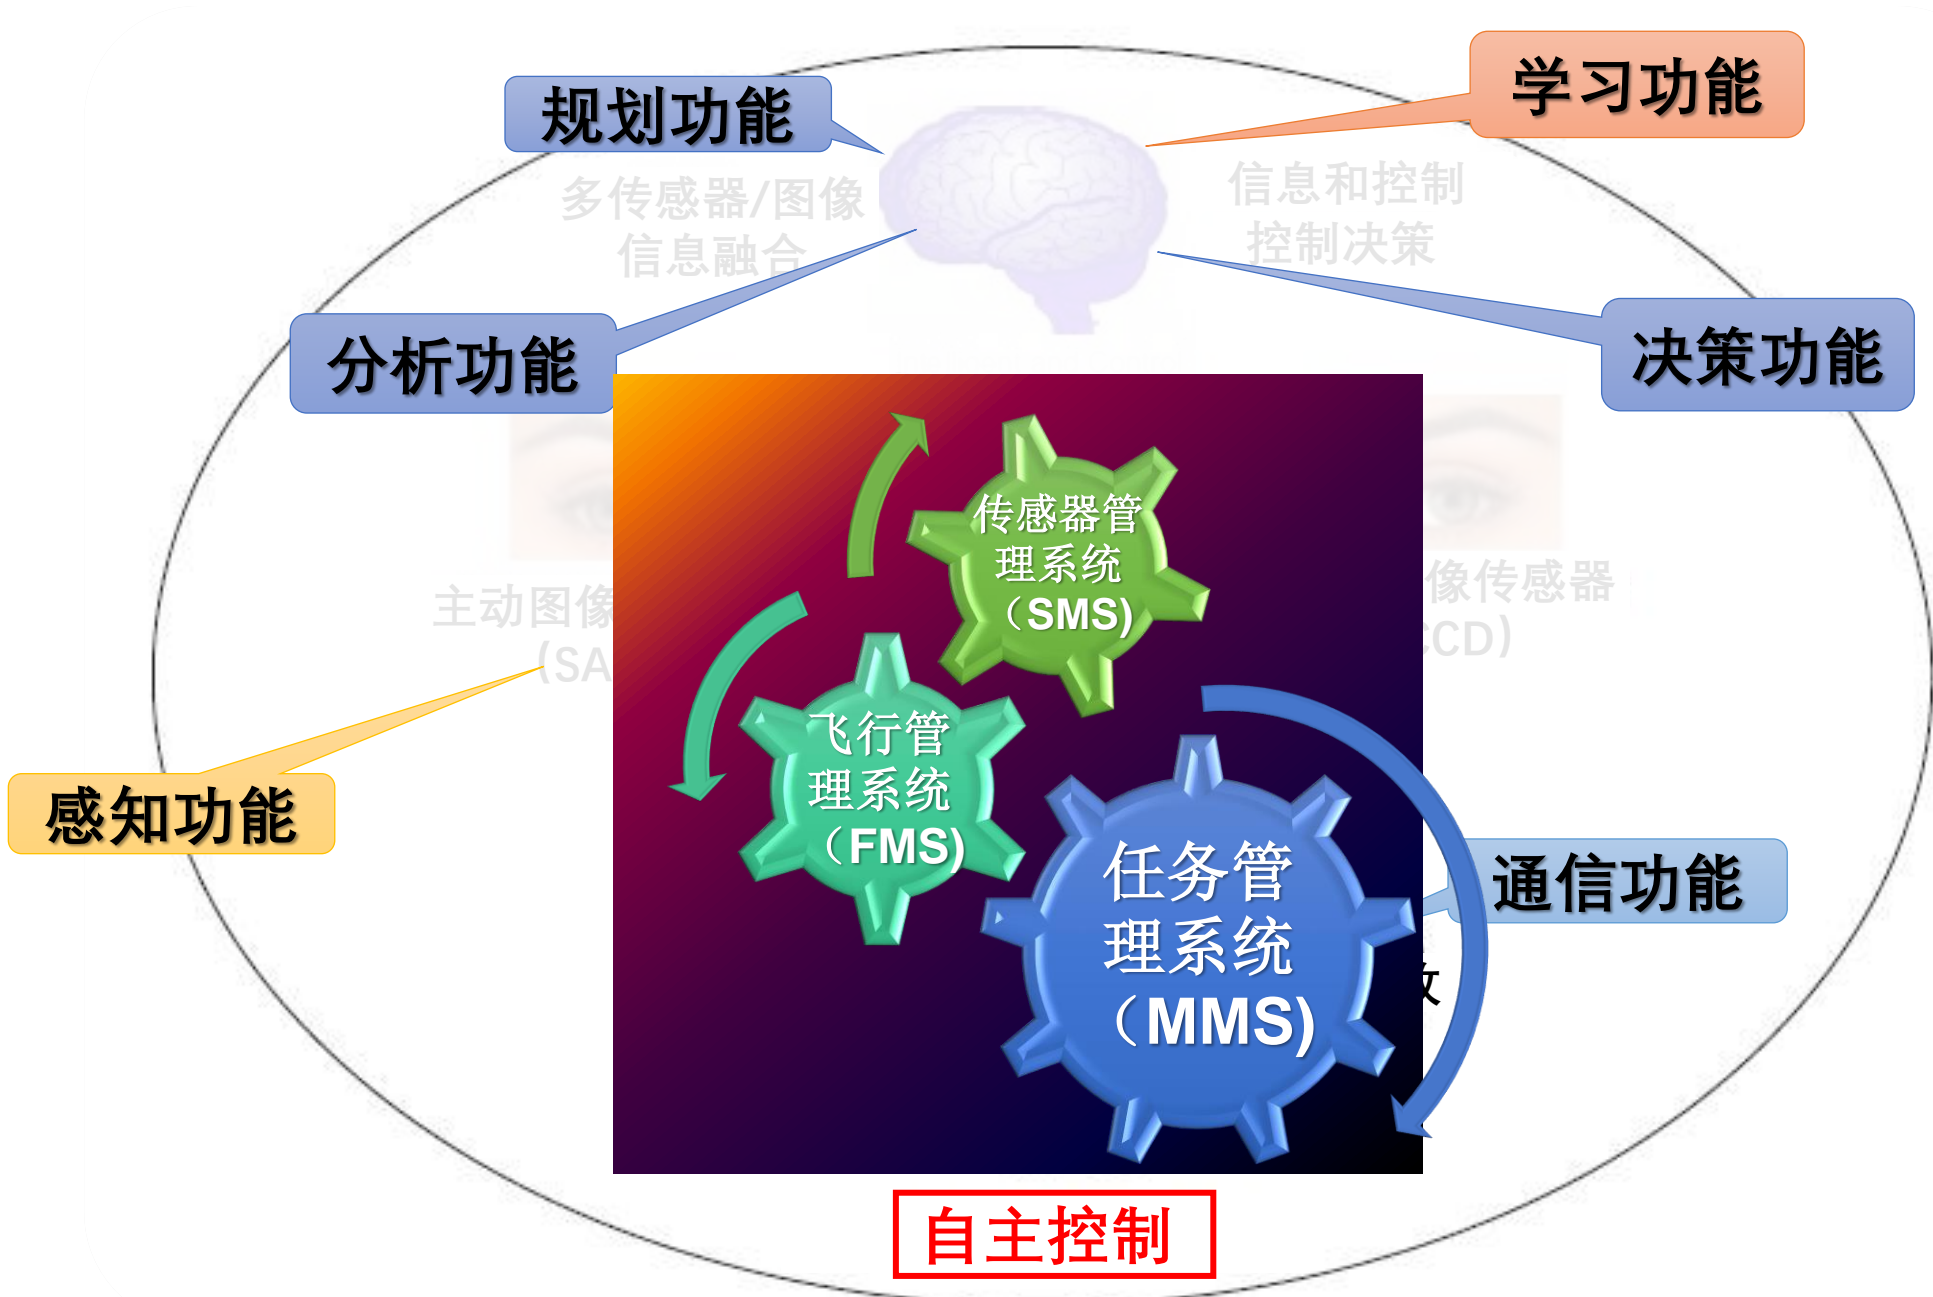 规划功能
学习功能
多传感器/图像
信息融合
信息和控制
控制决策
分析功能
决策功能
传感器管
理系统
（SMS)
主动图像
(SA
像传感器
CCD)
飞行管
理系统
（FMS)
感知功能
任务管
理系统
（MMS)
通信功能
自主控制